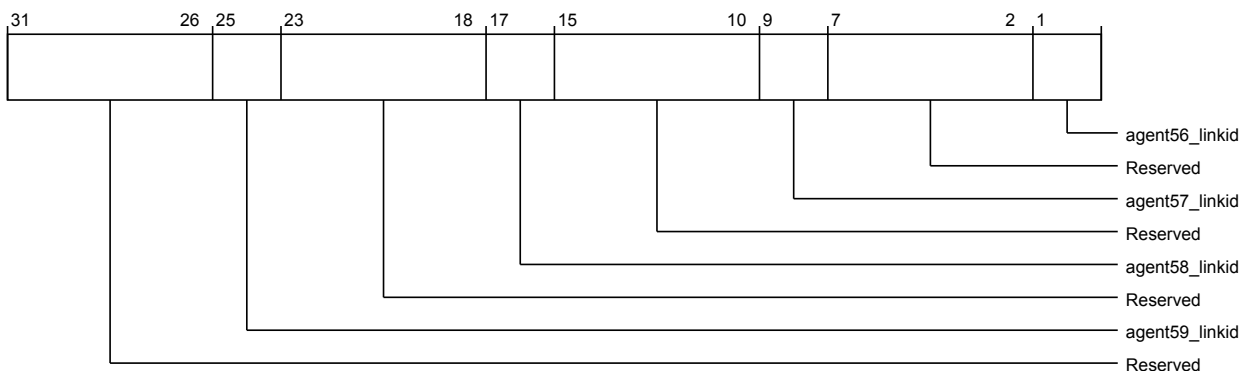 31 26 25 23 18 17 15 10 9 7 2 1
agent56_linkid
Reserved
agent57_linkid
Reserved
agent58_linkid
Reserved
agent59_linkid
Reserved